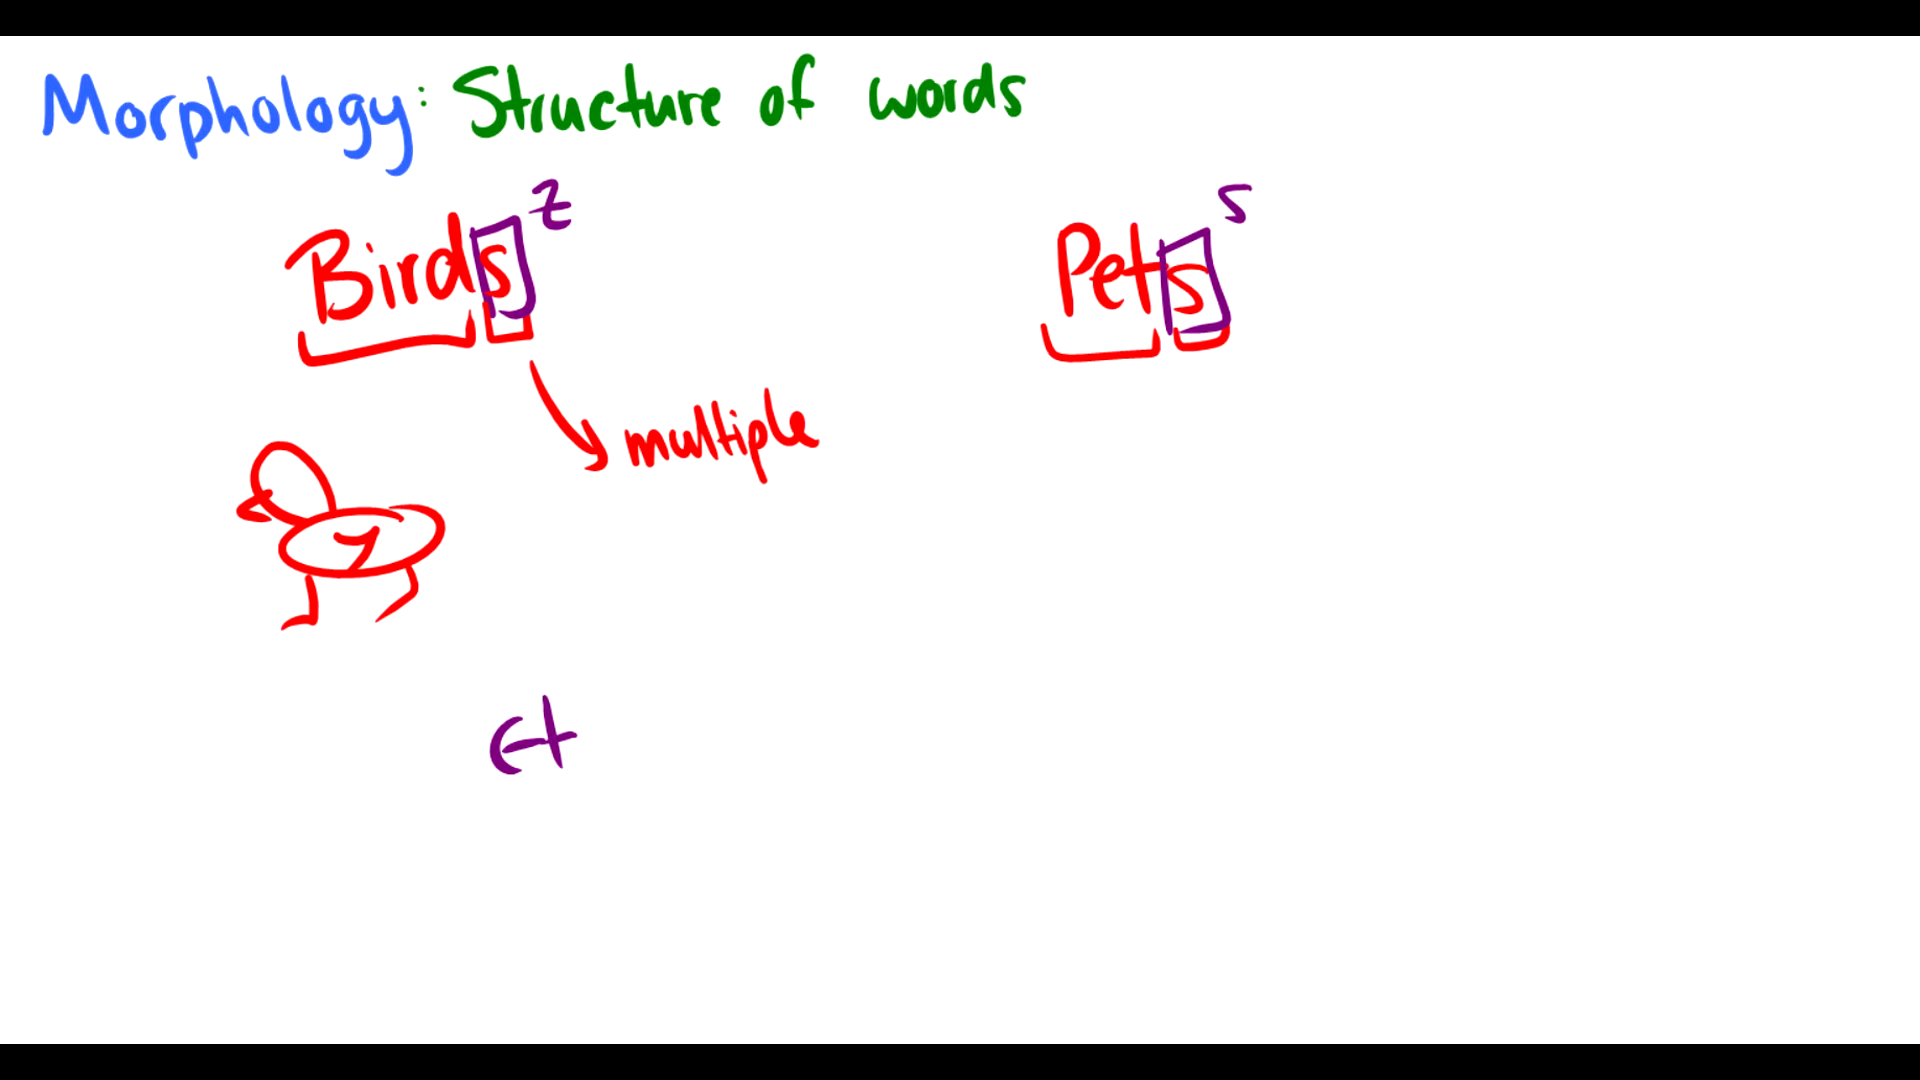 Morphology: Structure of words
z
s
Birds
Pets
multiple